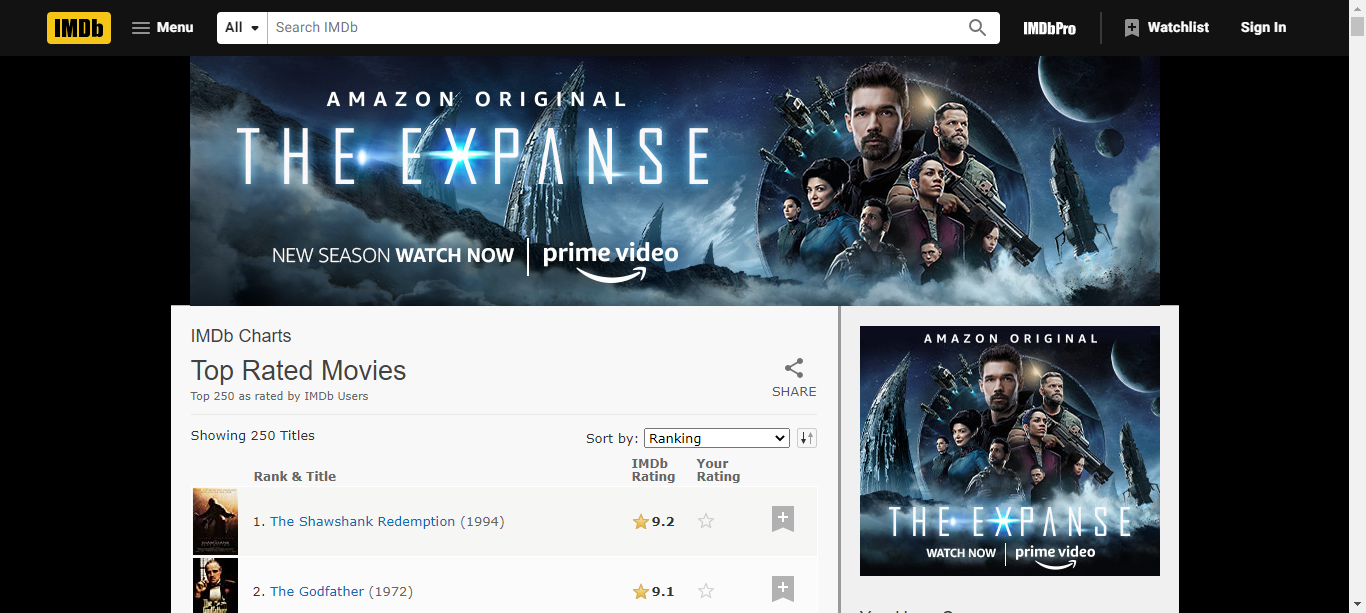 IMDb Menu All Search IMDb IMDbPro Watchlist Sign In
AMAZON ORIGINAL
THE EXPANSE
NEW SEASON WATCH NOW prime video
IMDb Charts
Top Rated Movies
Top 250 as rated by IMDb Users
SHARE
Showing 250 Titles
Sort by: Ranking
Rank & Title IMDb Rating Your Rating
1. The Shawshank Redemption (1994) 9.2
2. The Godfather (1972) 9.1
AMAZON ORIGINAL
THE EXPANSE
WATCH NOW prime video